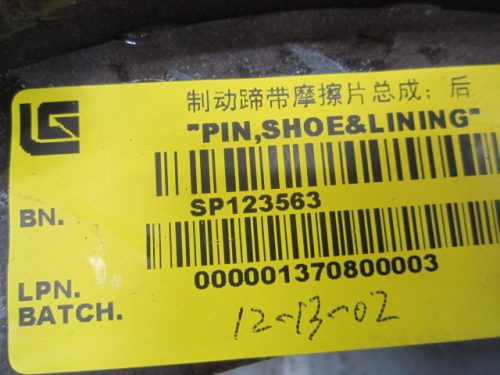 制动蹄带摩擦片总成：后
"PIN,SHOE&LINING"
BN.
SP123563
LPN.
000001370800003
BATCH.
12-13-02